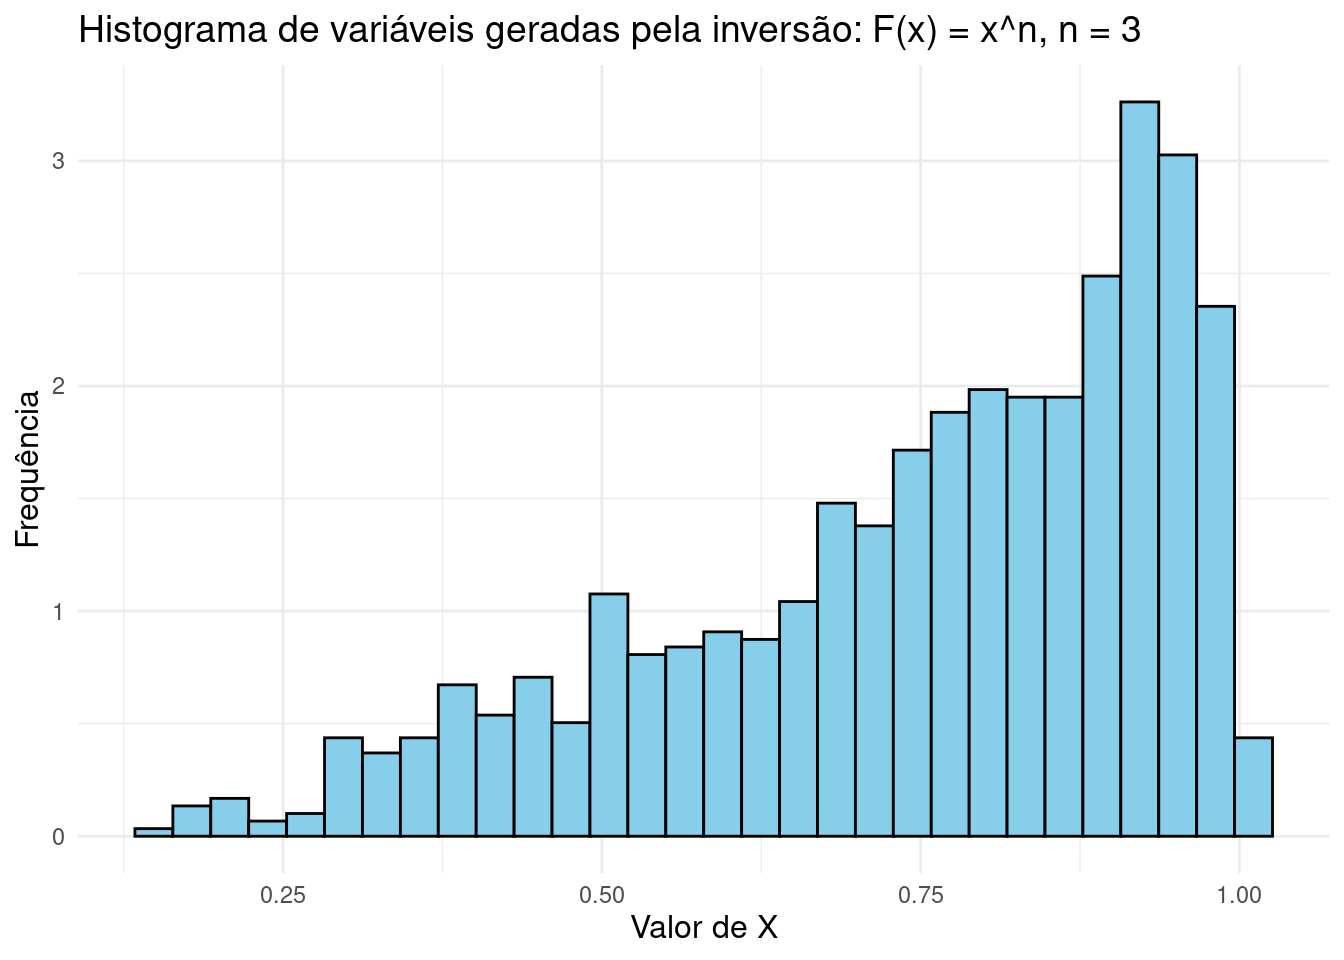 Histograma de variáveis geradas pela inversão: F(x) = x^n, n = 3
Frequência
3
2
1
0
0.25 0.50 0.75 1.00
Valor de X